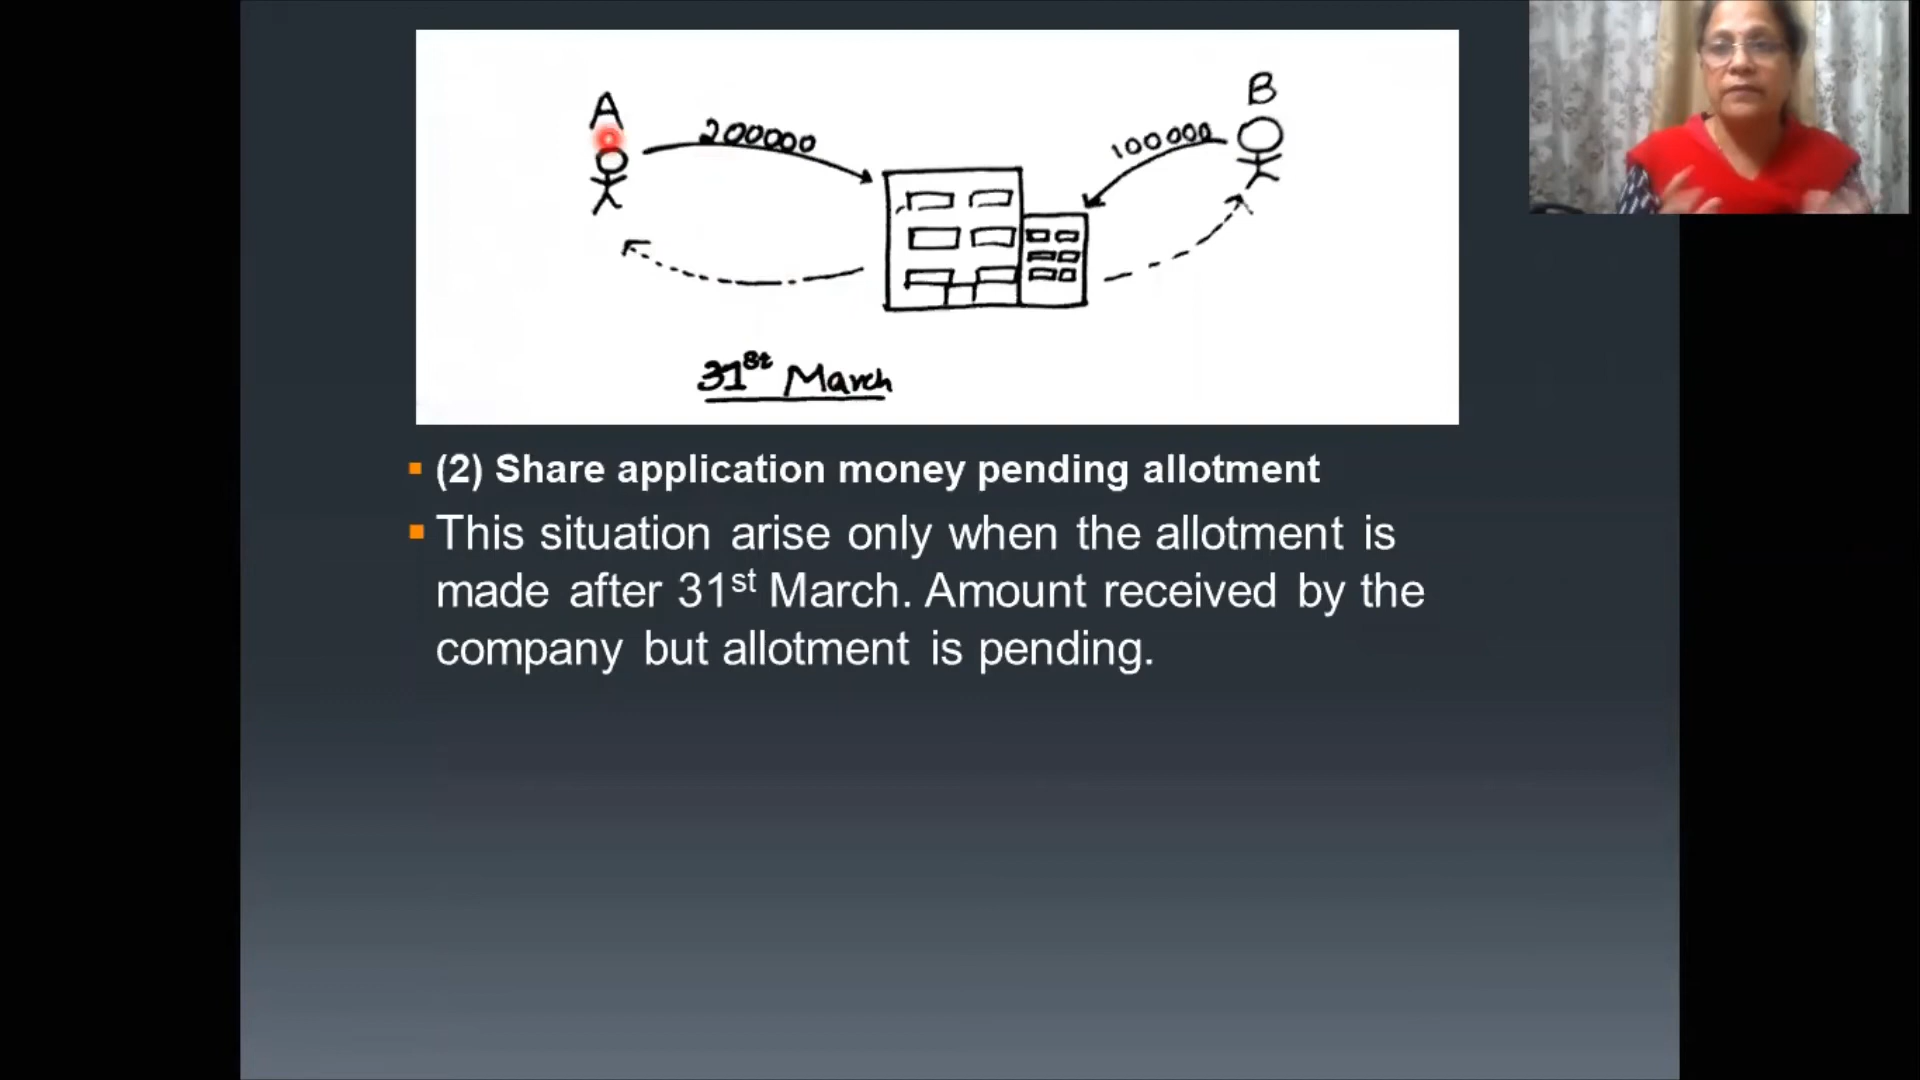 A
200000
B
100000
31st March
(2) Share application money pending allotment
This situation arise only when the allotment is
made after 31st March. Amount received by the
company but allotment is pending.